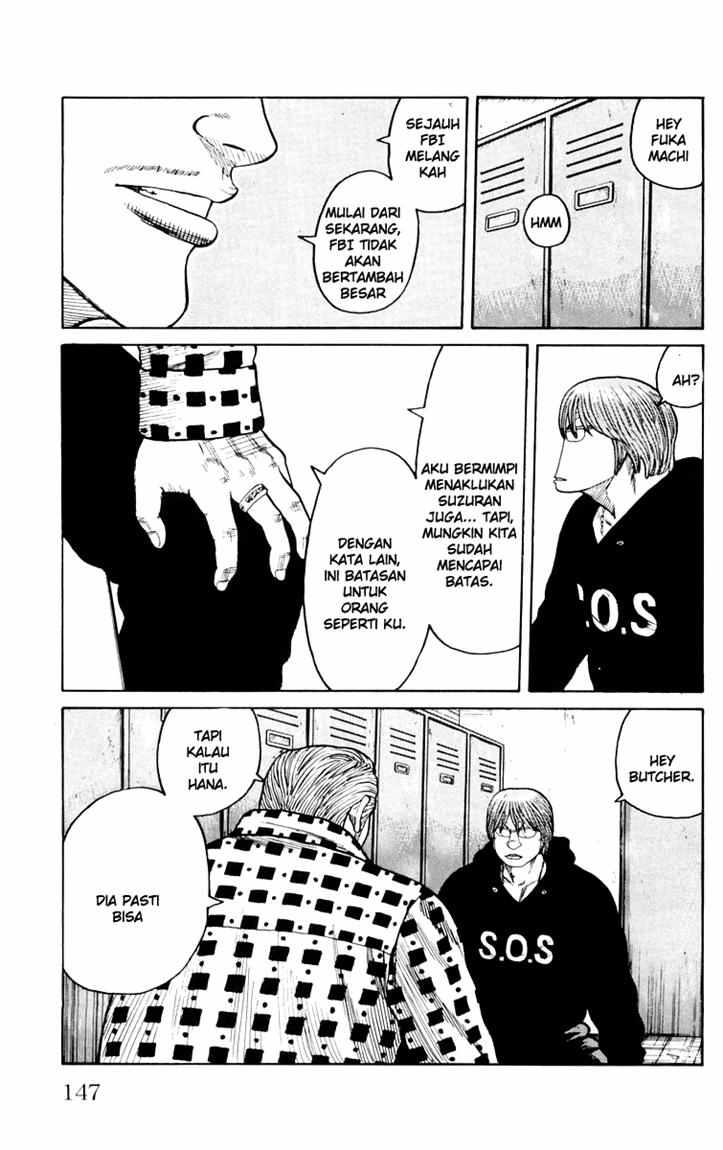 HEY
FUKA
MACHI
HMM
SEJAUH
FBI
MELANG
KAH
MULAI DARI
SEKARANG,
FBI TIDAK
AKAN
BERTAMBAH
BESAR
AH?
S.O.S
AKU BERMIMPI
MENAKLUKAN
SUZURAN
JUGA... TAPI,
MUNGKIN KITA
SUDAH
MENCAPAI
BATAS.
DENGAN
KATA LAIN,
INI BATASAN
UNTUK
ORANG
SEPERTI KU.
HEY
BUTCHER.
TAPI
KALAU
ITU
HANA.
DIA PASTI
BISA
S.O.S
147